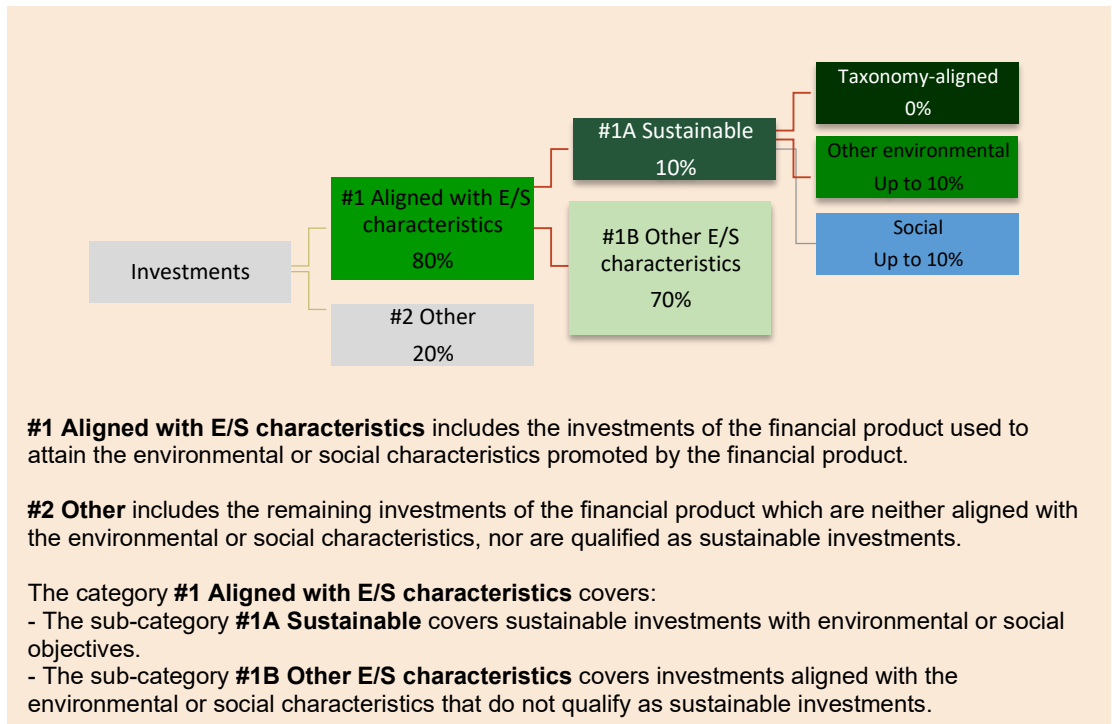 Taxonomy-aligned
0%
#1A Sustainable
10%
Other environmental
Up to 10%
#1 Aligned with E/S
characteristics
80%
#1B Other E/S
characteristics
70%
Social
Up to 10%
Investments
#2 Other
20%
#1 Aligned with E/S characteristics includes the investments of the financial product used to
attain the environmental or social characteristics promoted by the financial product.
#2 Other includes the remaining investments of the financial product which are neither aligned with
the environmental or social characteristics, nor are qualified as sustainable investments.
The category #1 Aligned with E/S characteristics covers:
- The sub-category #1A Sustainable covers sustainable investments with environmental or social
objectives.
- The sub-category #1B Other E/S characteristics covers investments aligned with the
environmental or social characteristics that do not qualify as sustainable investments.